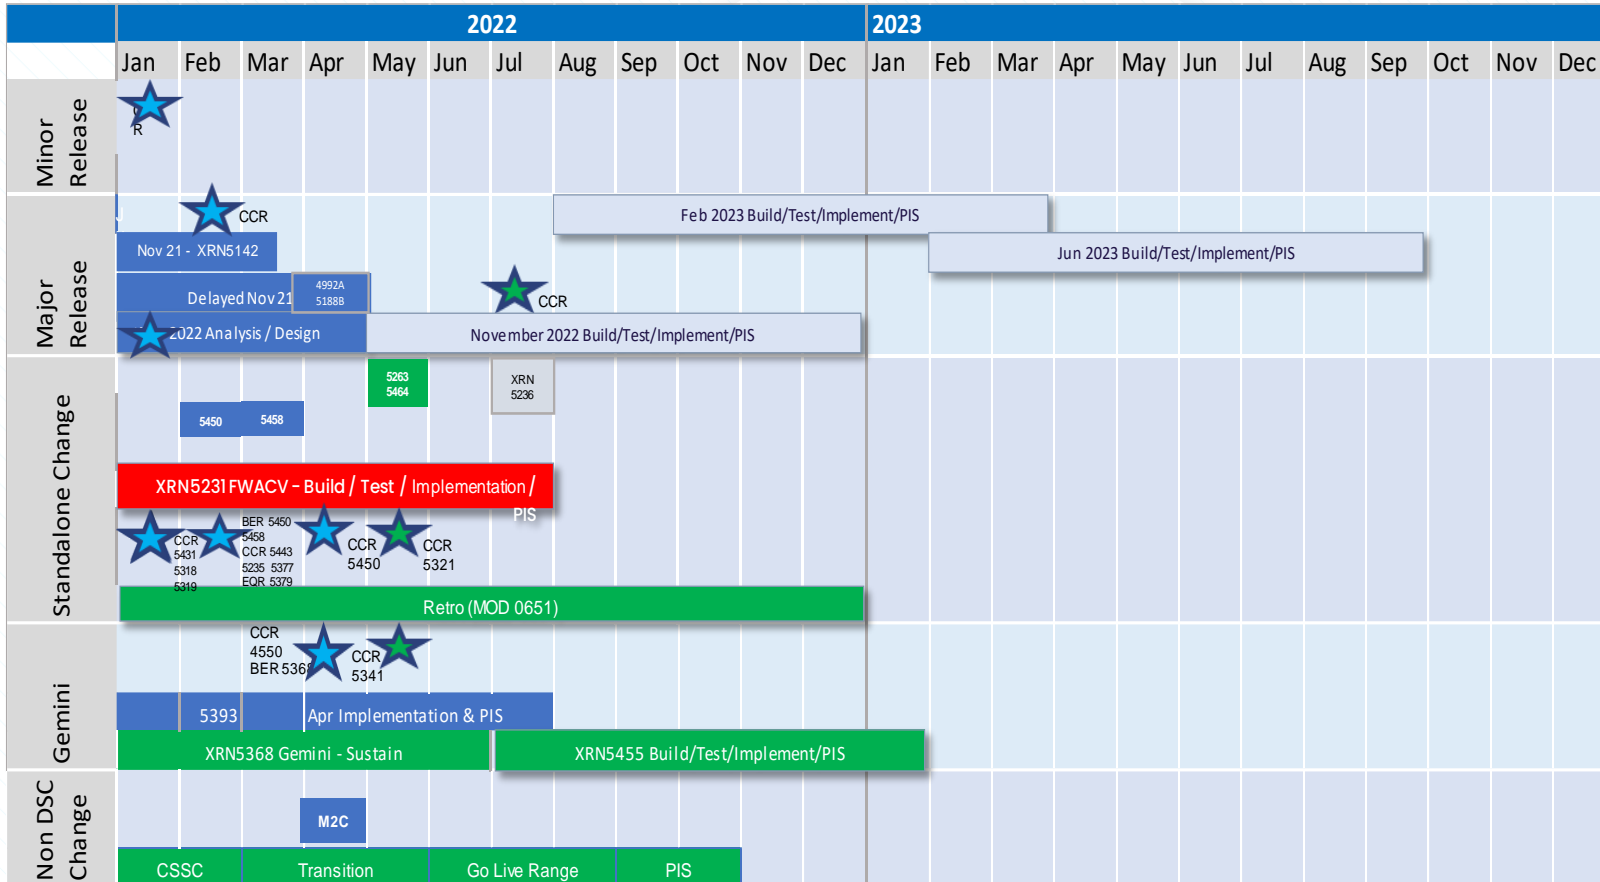 2022 2023
Jan Feb Mar Apr May Jun Jul Aug Sep Oct Nov Dec Jan Feb Mar Apr May Jun Jul Aug Sep Oct Nov Dec
Minor
Release
R
Major
Release
CCR
Feb 2023 Build/Test/Implement/PIS
Nov 21 - XRN5142
Jun 2023 Build/Test/Implement/PIS
Delayed Nov 21
4992A
5188B
CCR
2022 Analysis / Design
November 2022 Build/Test/Implement/PIS
Standalone Change
5263
5464
XRN
5236
5450
5458
XRN5231 FWACV - Build / Test / Implementation /
PIS
CCR
5431
5318
5319
BER 5450
5458
CCR 5443
5235 5377
EQR 5379
CCR
5450
CCR
5321
Retro (MOD 0651)
Gemini
CCR
4550
BER 5368
CCR
5341
5393
Apr Implementation & PIS
XRN5368 Gemini - Sustain
XRN5455 Build/Test/Implement/PIS
Non DSC
Change
M2C
CSSC
Transition
Go Live Range
PIS